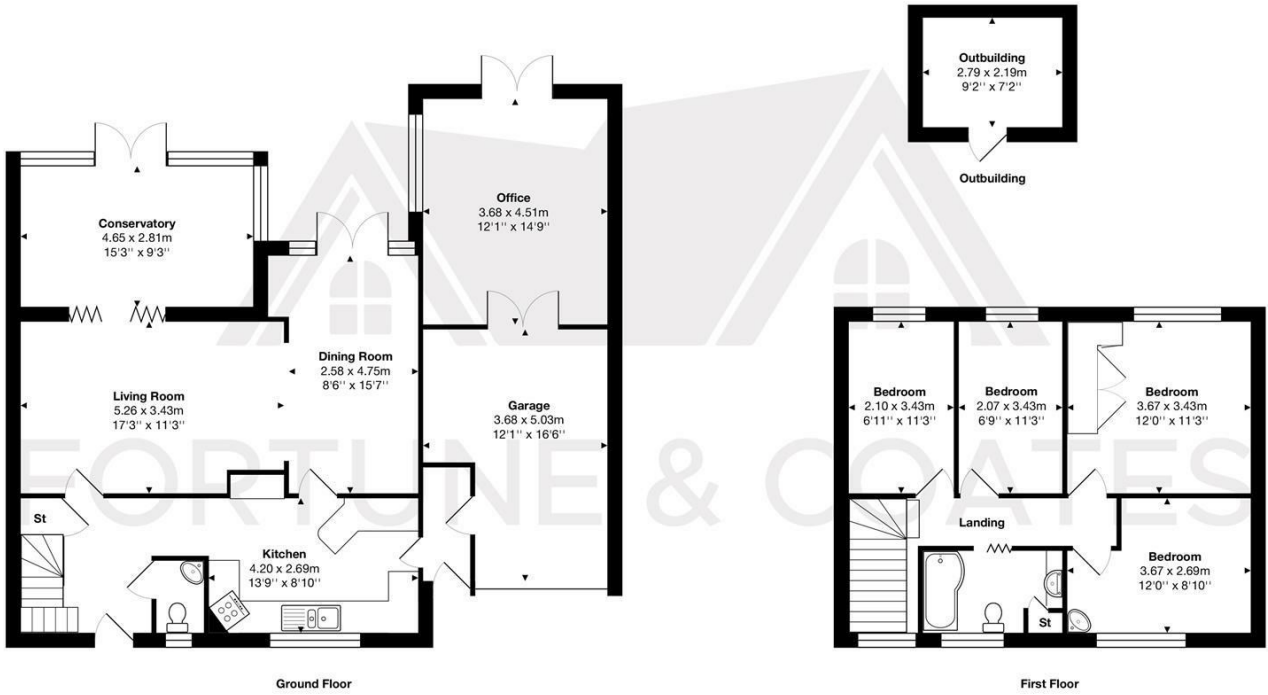 Outbuilding
2.79 x 2.19m
9'2'' x 7'2''
Outbuilding
Office
3.68 x 4.51m
12'1'' x 14'9''
Conservatory
4.65 x 2.81m
15'3'' x 9'3''
Dining Room
2.58 x 4.75m
8'6'' x 15'7''
Living Room
5.26 x 3.43m
17'3'' x 11'3''
Garage
3.68 x 5.03m
12'1'' x 16'6''
St
Kitchen
4.20 x 2.69m
13'9'' x 8'10''
Ground Floor
Bedroom
2.10 x 3.43m
6'11'' x 11'3''
Bedroom
2.07 x 3.43m
6'9'' x 11'3''
Bedroom
3.67 x 3.43m
12'0'' x 11'3''
Landing
Bedroom
3.67 x 2.69m
12'0'' x 8'10''
St
First Floor
FORTUNE & COATES